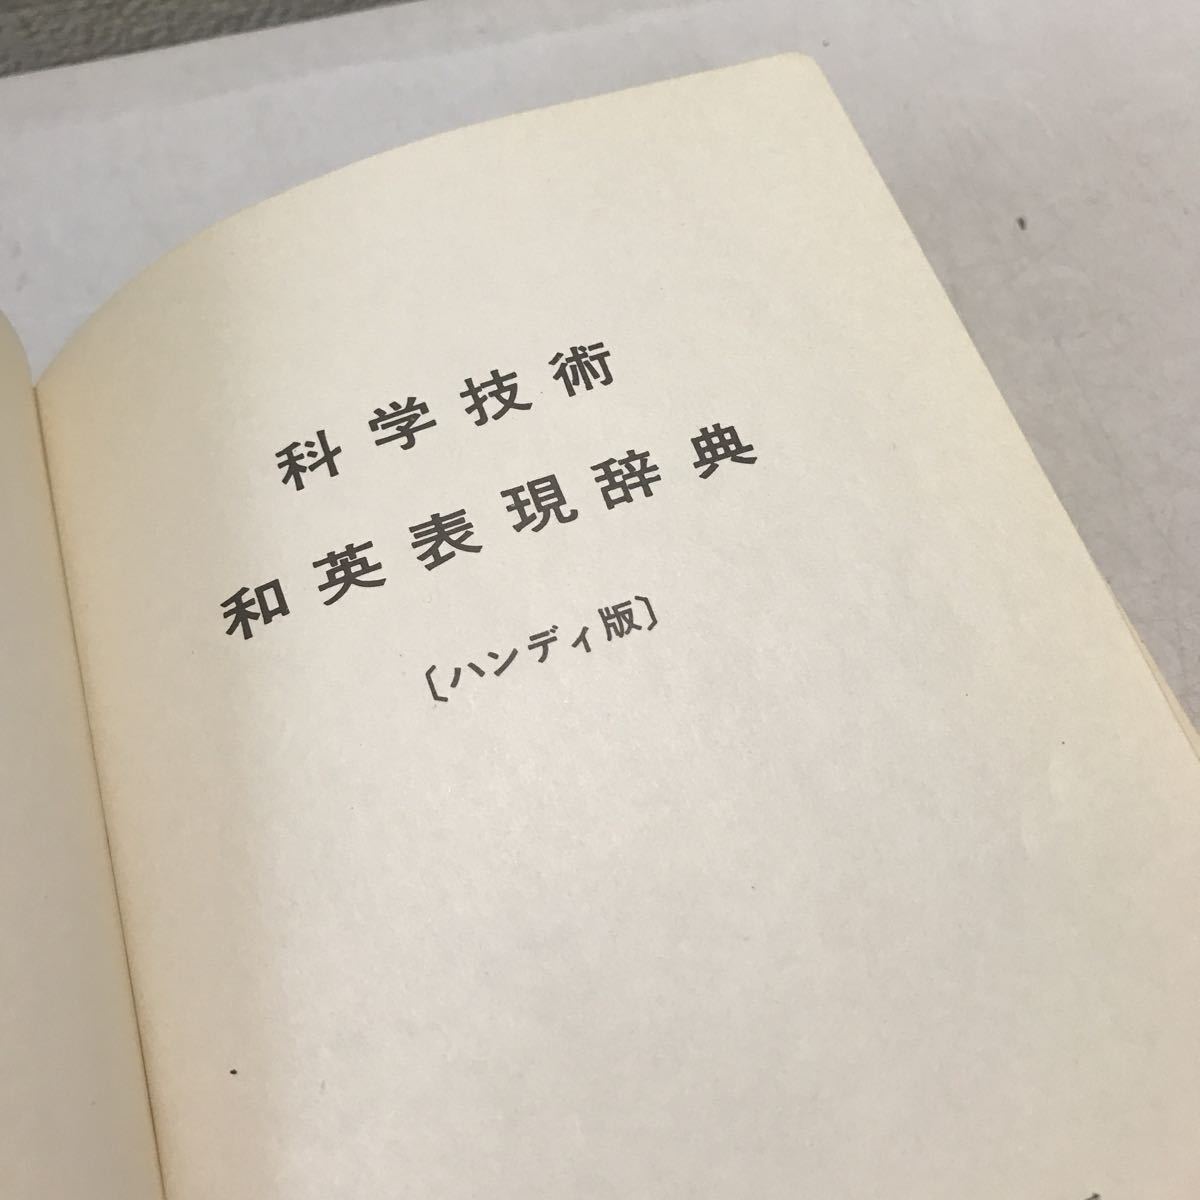 科学技術
和英表現辞典
〔ハンディ版〕